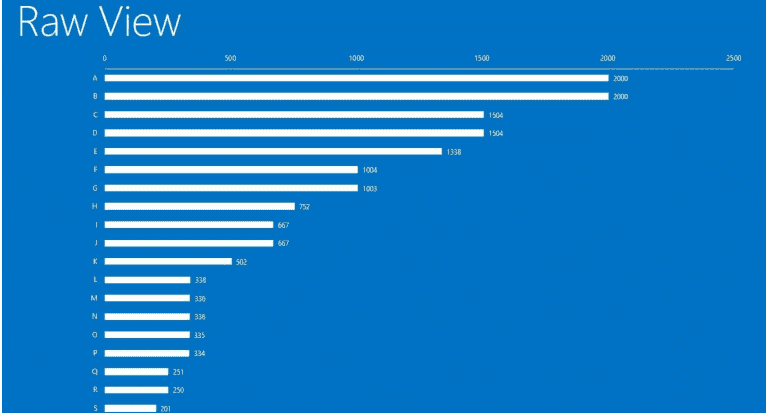 Raw View
0 500 1000 1500 2000 2500
A 2000
B 2000
C 1504
D 1504
E 1338
F 1004
G 1003
H 752
I 667
J 667
K 502
L 338
M 336
N 336
O 335
P 334
Q 251
R 250
S 201